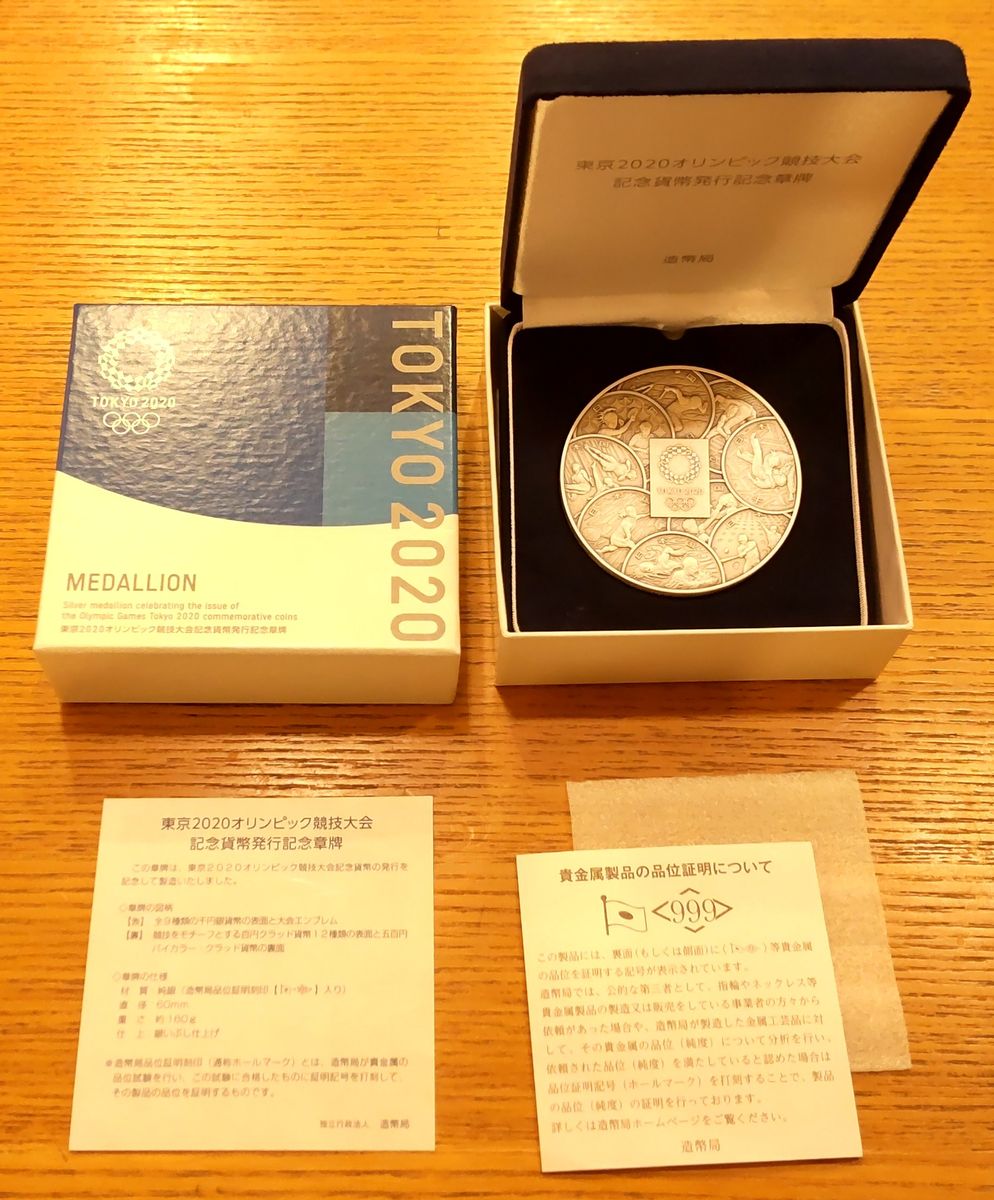 東京2020オリンピック競技大会
記念貨幣発行記念章牌
造幣局
TOKYO 2020
TOKYO 2020
MEDALLION
Silver medallion celebrating the issue of
the Olympic Games Tokyo 2020 commemorative coins
東京2020オリンピック競技大会記念貨幣発行記念章牌
TOKYO 2020
東京2020オリンピック競技大会
記念貨幣発行記念章牌
この章牌は、東京2020オリンピック競技大会記念貨幣の発行を
記念して製造いたしました。
◇章牌の図柄
【表】 全9種類の千円銀貨幣の表面と大会エンブレム
【裏】 競技をモチーフとする百円クラッド貨幣12種類の表面と五百円
バイカラー・クラッド貨幣の裏面
◇章牌の仕様
材 質 純銀(造幣局品位証明刻印【 】入り)
直 径 60mm
重 さ 約160g
仕 上 銀いぶし仕上げ
※造幣局品位証明刻印(通称ホールマーク)とは、造幣局が貴金属の
品位試験を行い、この試験に合格したものに証明記号を打刻して、
その製品の品位を証明するものです。
独立行政法人 造幣局
貴金属製品の品位証明について
999
この製品には、裏面(もしくは側面)に( )等貴金属
の品位を証明する記号が表示されています。
造幣局では、公的な第三者として、指輪やネックレス等
貴金属製品の製造又は販売をしている事業者の方々から
依頼があった場合や、造幣局が製造した金属工芸品に対
して、その貴金属の品位(純度)について分析を行い、
依頼された品位(純度)を満たしていると認めた場合は
品位証明記号(ホールマーク)を打刻することで、製品
の品位(純度)の証明を行っております。
詳しくは造幣局ホームページをご覧ください。
造幣局